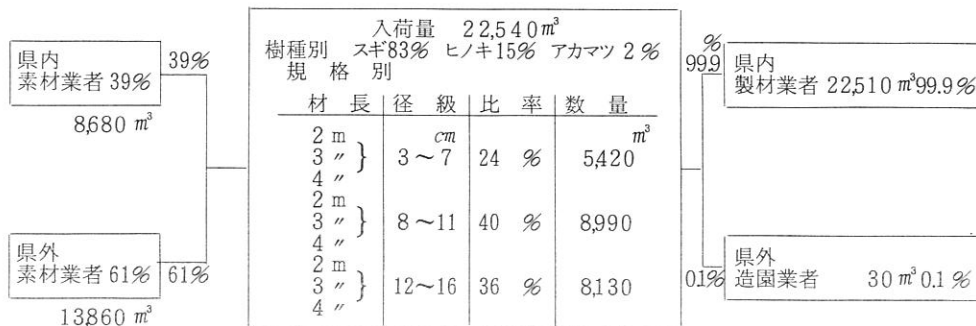 県内
素材業者 39%
39%
8,680 m³
県外
素材業者 61%
61%
13,860 m³
入荷量 22,540m³
樹種別 スギ83% ヒノキ15% アカマツ 2%
規格別
材長 径級 比率 数量
cm m³
2 m
3 〃 } 3～7 24 % 5,420
4 〃
2 m
3 〃 } 8～11 40 % 8,990
4 〃
2 m
3 〃 } 12～16 36 % 8,130
4 〃
%
99.9
県内
製材業者 22,510 m³ 99.9%
0.1%
県外
造園業者 30 m³ 0.1 %